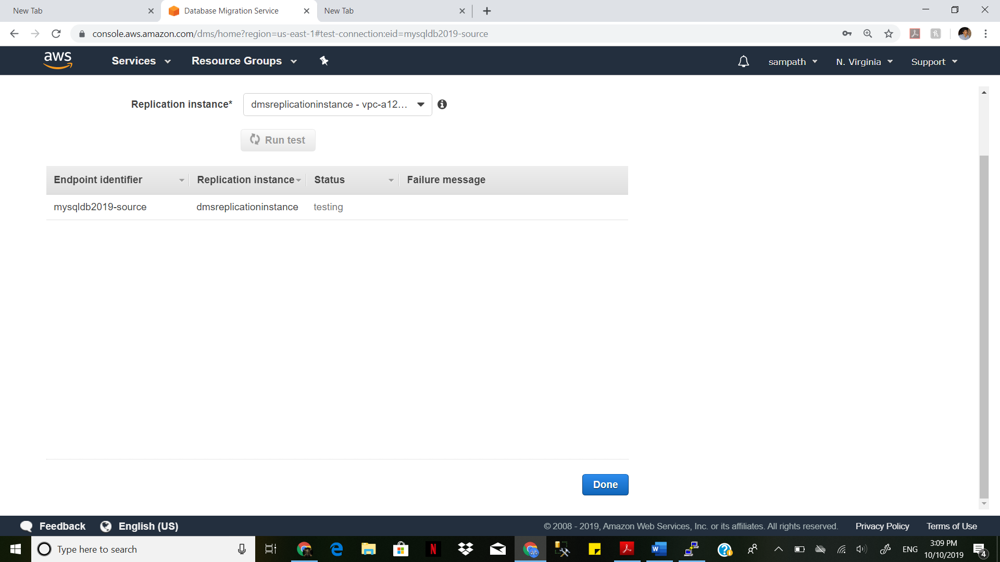 New Tab
Database Migration Service
New Tab
console.aws.amazon.com/dms/home?region=us-east-1#test-connection:eid=mysqldb2019-source
aws
Services
Resource Groups
sampath
N. Virginia
Support
Replication instance*
dmsreplicationinstance - vpc-a12...
Run test
Endpoint identifier
Replication instance
Status
Failure message
mysqldb2019-source
dmsreplicationinstance
testing
Done
Feedback
English (US)
© 2008 - 2019, Amazon Web Services, Inc. or its affiliates. All rights reserved.
Privacy Policy
Terms of Use
Type here to search
ENG
3:09 PM
10/10/2019
4